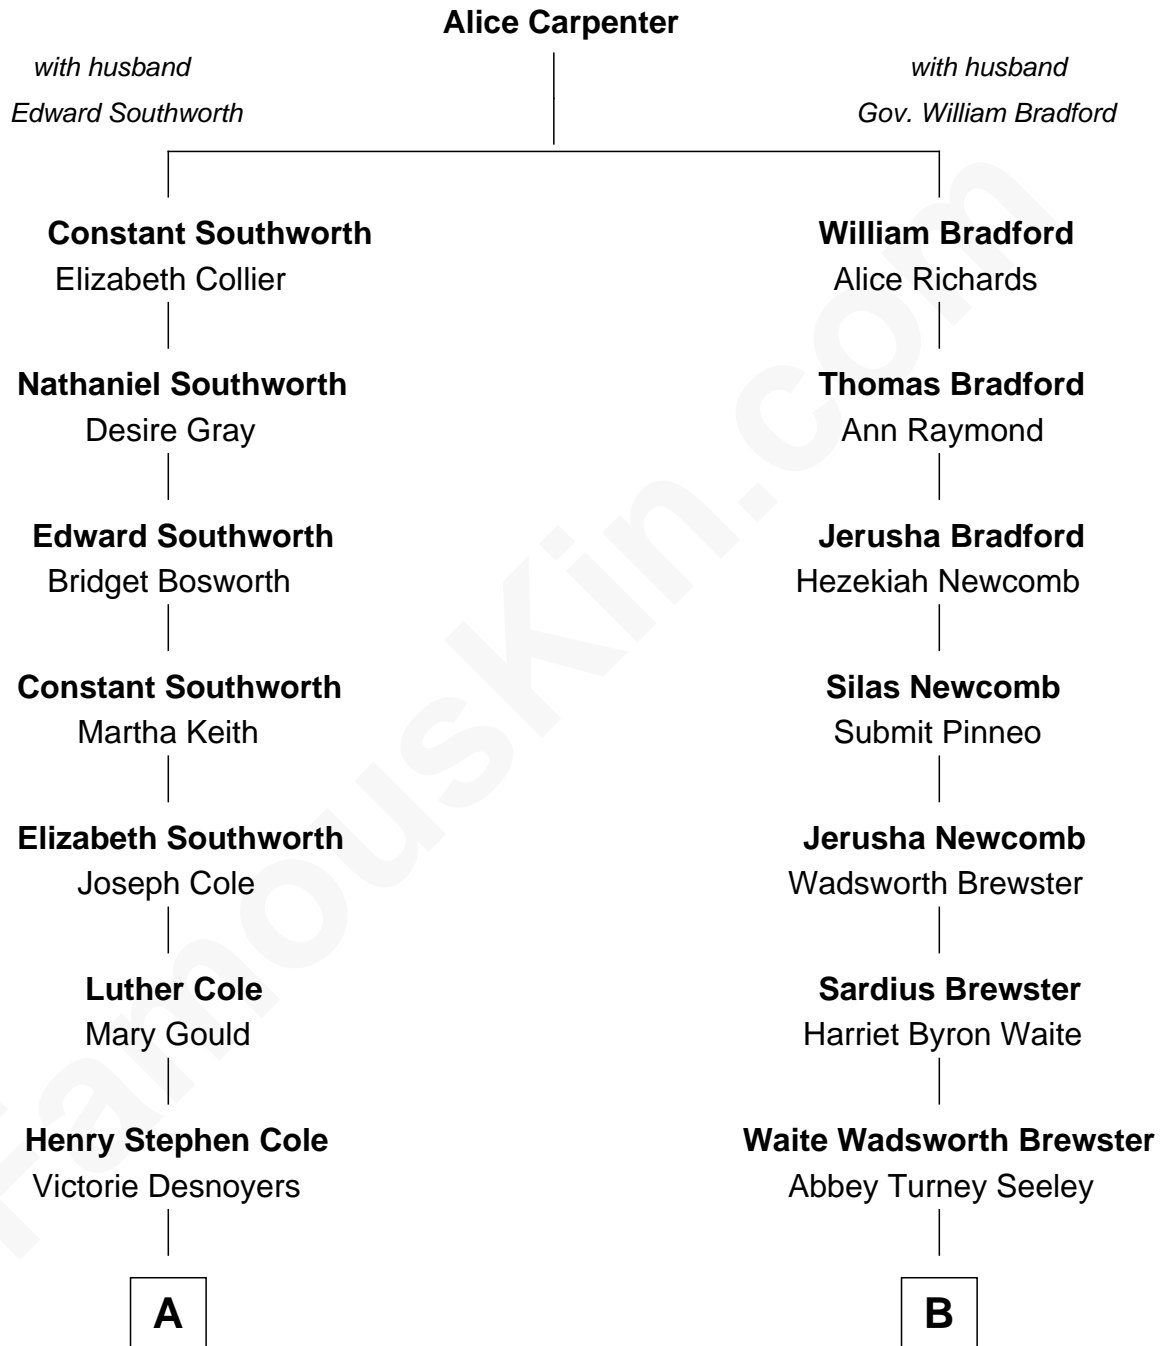 Alice Carpenter
with husband
Edward Southworth
with husband
Gov. William Bradford
Constant Southworth
Elizabeth Collier
William Bradford
Alice Richards
Nathaniel Southworth
Desire Gray
Thomas Bradford
Ann Raymond
Edward Southworth
Bridget Bosworth
Jerusha Bradford
Hezekiah Newcomb
Constant Southworth
Martha Keith
Silas Newcomb
Submit Pinneo
Elizabeth Southworth
Joseph Cole
Jerusha Newcomb
Wadsworth Brewster
Luther Cole
Mary Gould
Sardius Brewster
Harriet Byron Waite
Henry Stephen Cole
Victorie Desnoyers
Waite Wadsworth Brewster
Abbey Turney Seeley
A
B
FamousKin.com